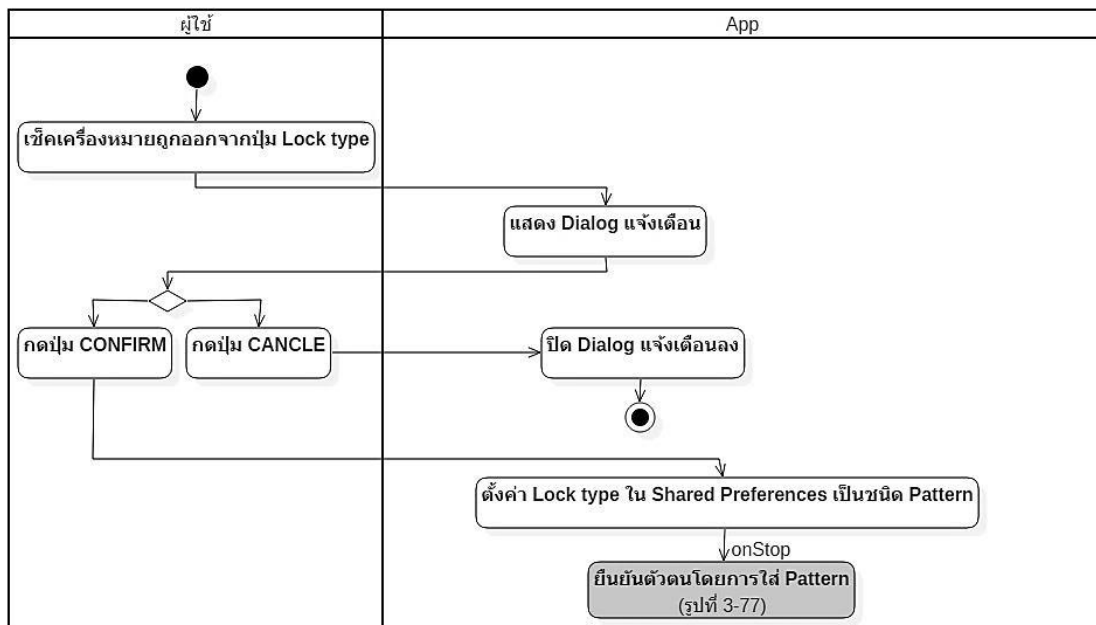 ผู้ใช้
App
เช็คเครื่องหมายถูกออกจากปุ่ม Lock type
แสดง Dialog แจ้งเตือน
กดปุ่ม CONFIRM
กดปุ่ม CANCLE
ปิด Dialog แจ้งเตือนลง
ตั้งค่า Lock type ใน Shared Preferences เป็นชนิด Pattern
onStop
ยืนยันตัวตนโดยการใส่ Pattern
(รูปที่ 3-77)